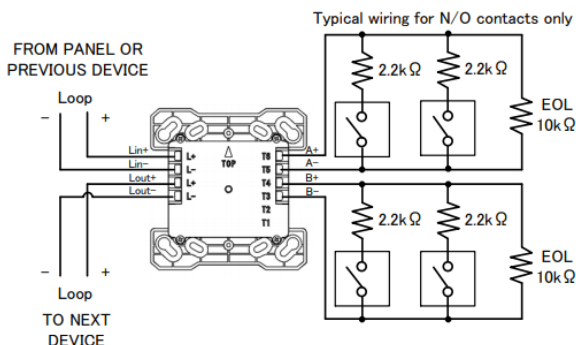 Typical wiring for N/O contacts only
FROM PANEL OR
PREVIOUS DEVICE
Loop
− +
Lin+
Lin−
Lout+
Lout−
L+
L−
L+
L−
TOP
T6
T5
T4
T3
T2
T1
A+
A−
B+
B−
2.2kΩ
2.2kΩ
EOL
10kΩ
2.2kΩ
2.2kΩ
EOL
10kΩ
− +
Loop
TO NEXT
DEVICE